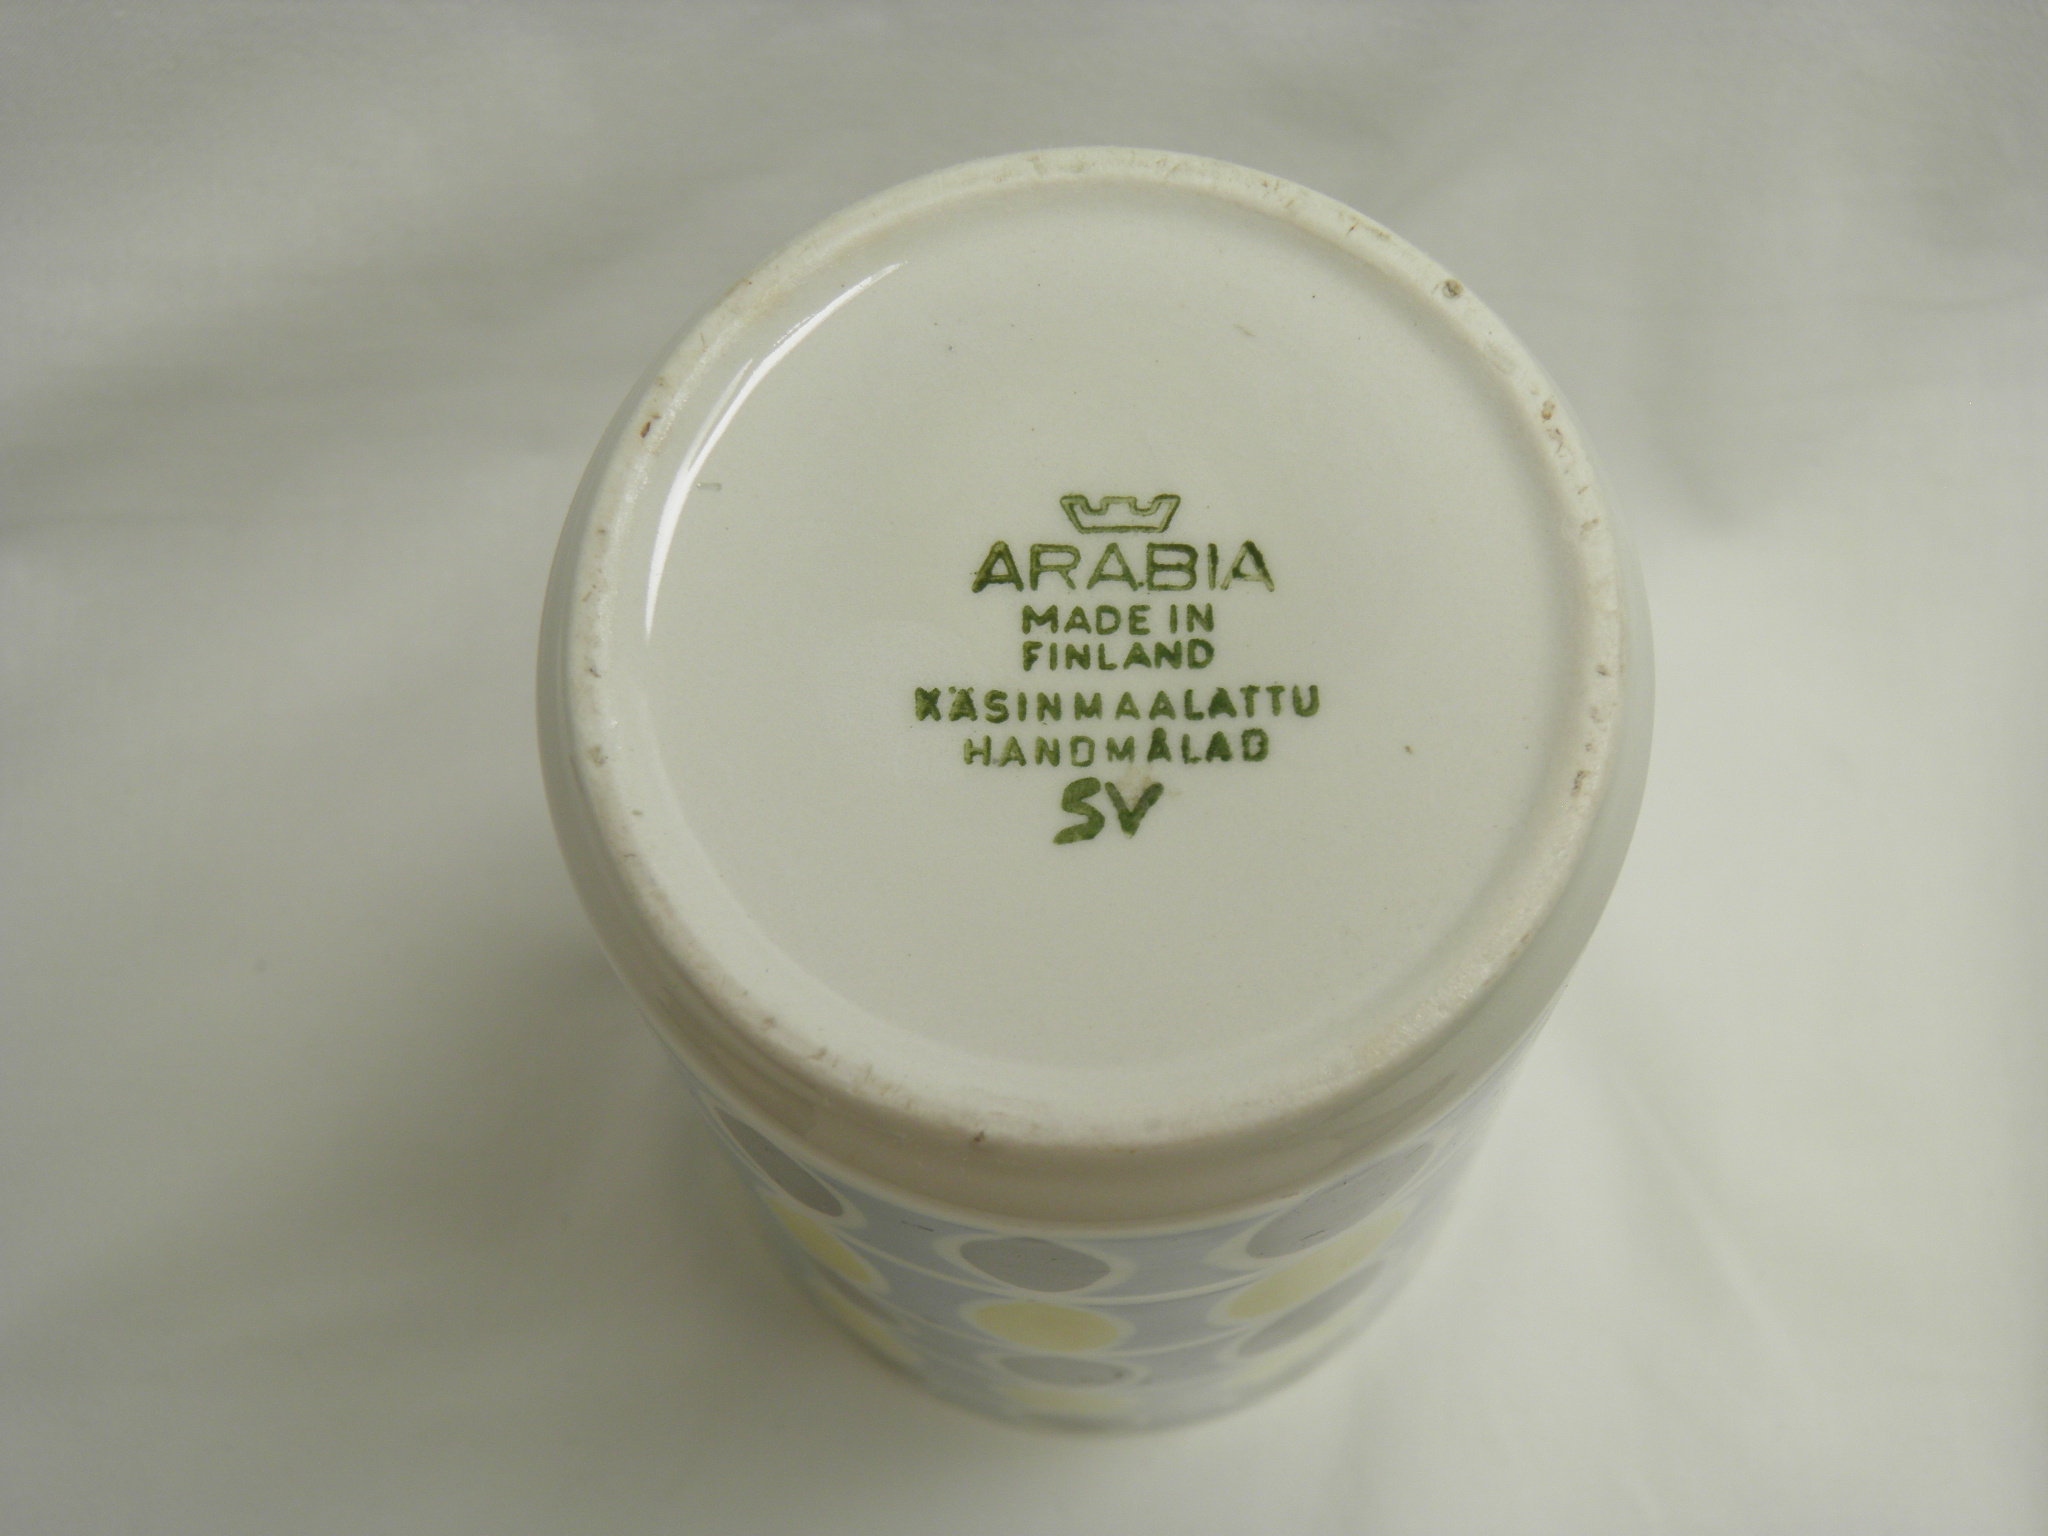 ARABIA
MADE IN
FINLAND
KÄSINMAALATTU
HANDMÅLAD
SV